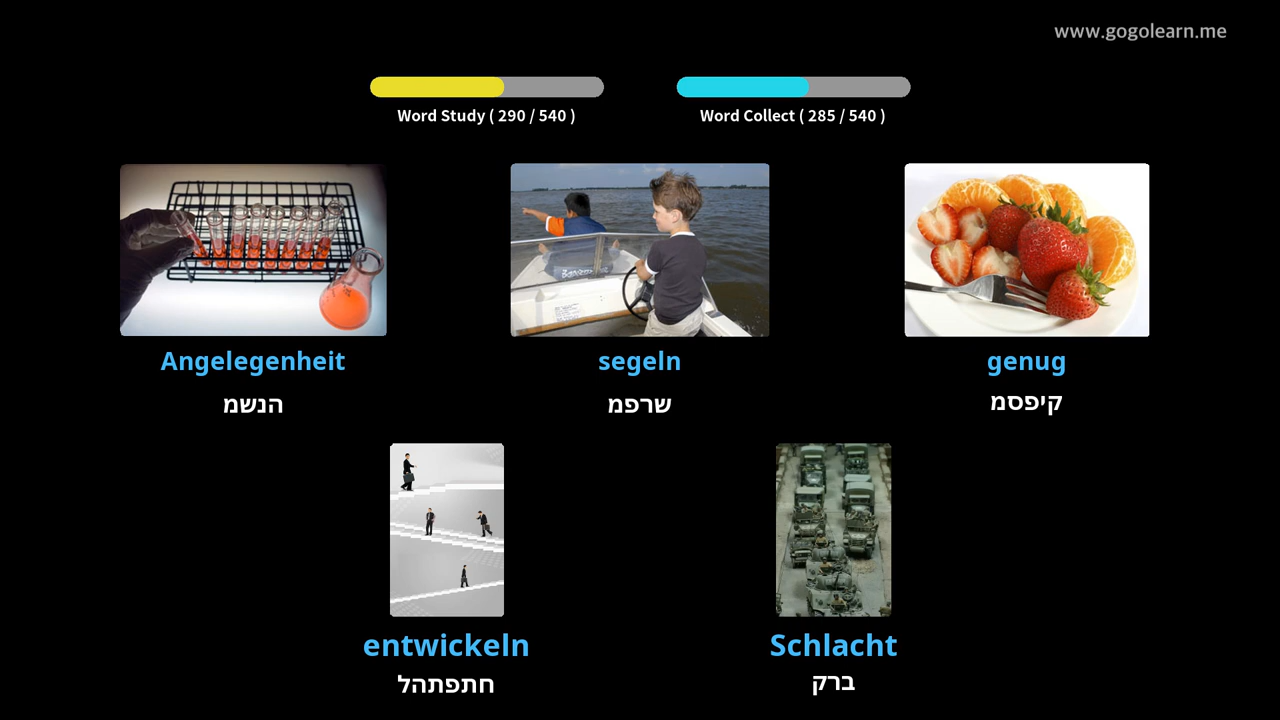 www.gogolearn.me
Word Study ( 290 / 540 )
Word Collect ( 285 / 540 )
Angelegenheit
segeln
genug
הנשמ
שרפמ
קיפסמ
entwickeln
Schlacht
חתפתהל
ברק